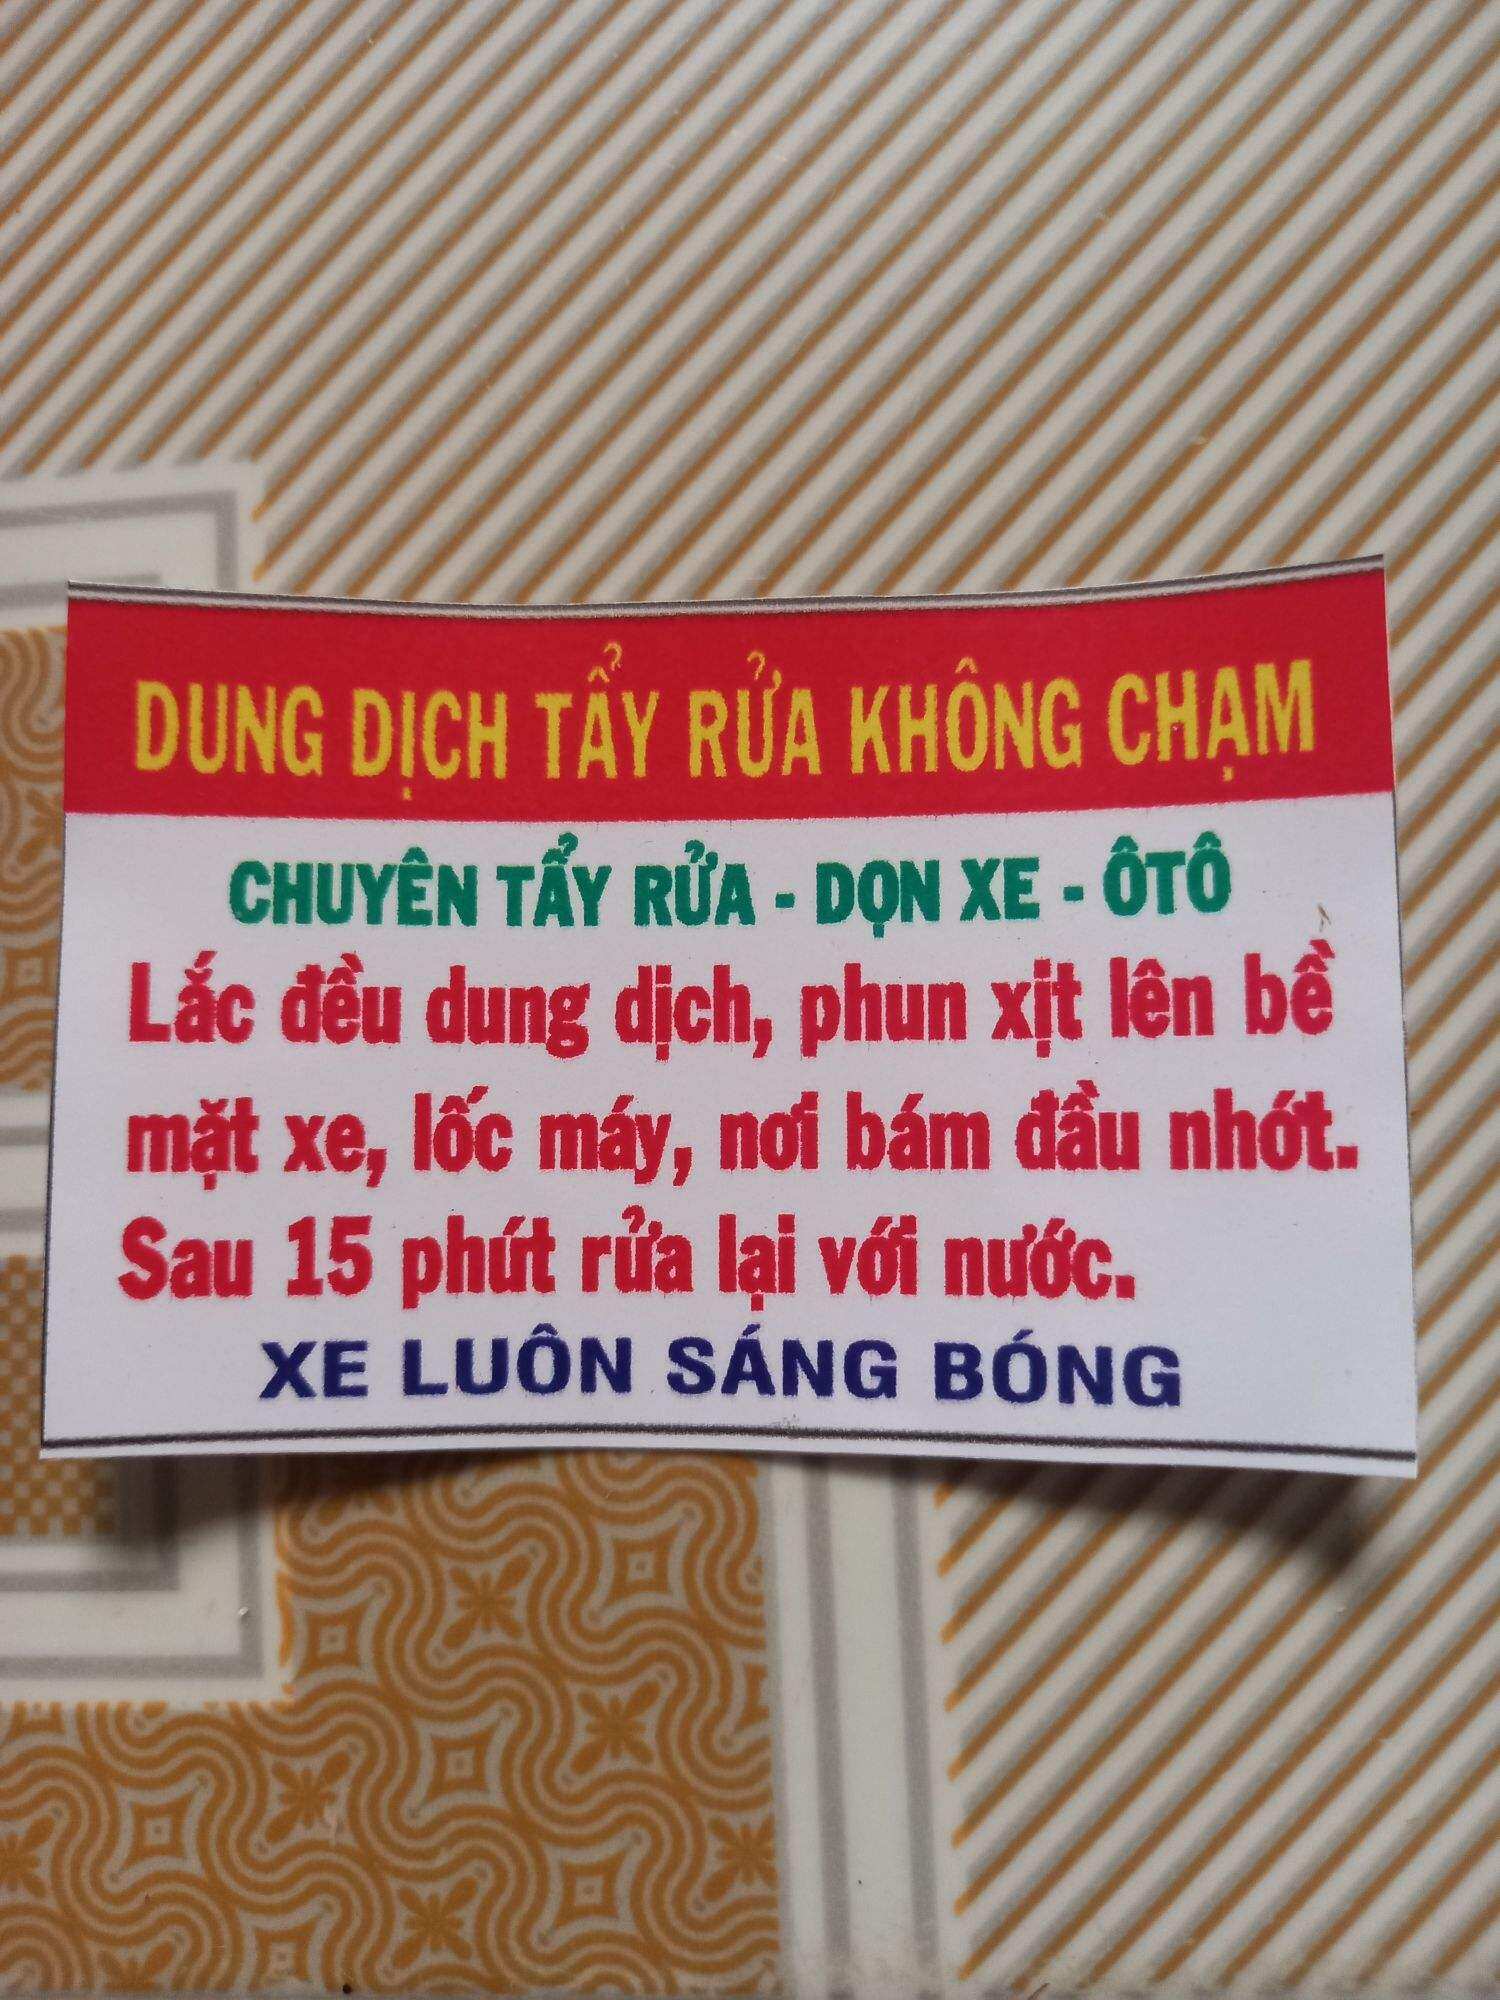 DUNG DỊCH TẨY RỬA KHÔNG CHẠM
CHUYÊN TẨY RỬA - DỌN XE - ÔTÔ
Lắc đều dung dịch, phun xịt lên bề
mặt xe, lốc máy, nơi bám đầu nhớt.
Sau 15 phút rửa lại với nước.
XE LUÔN SÁNG BÓNG